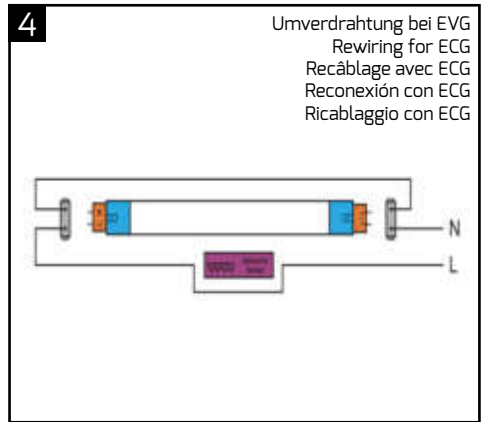 4
Umverdrahtung bei EVG
Rewiring for ECG
Recâblage avec ECG
Reconexión con ECG
Ricablaggio con ECG
N
L